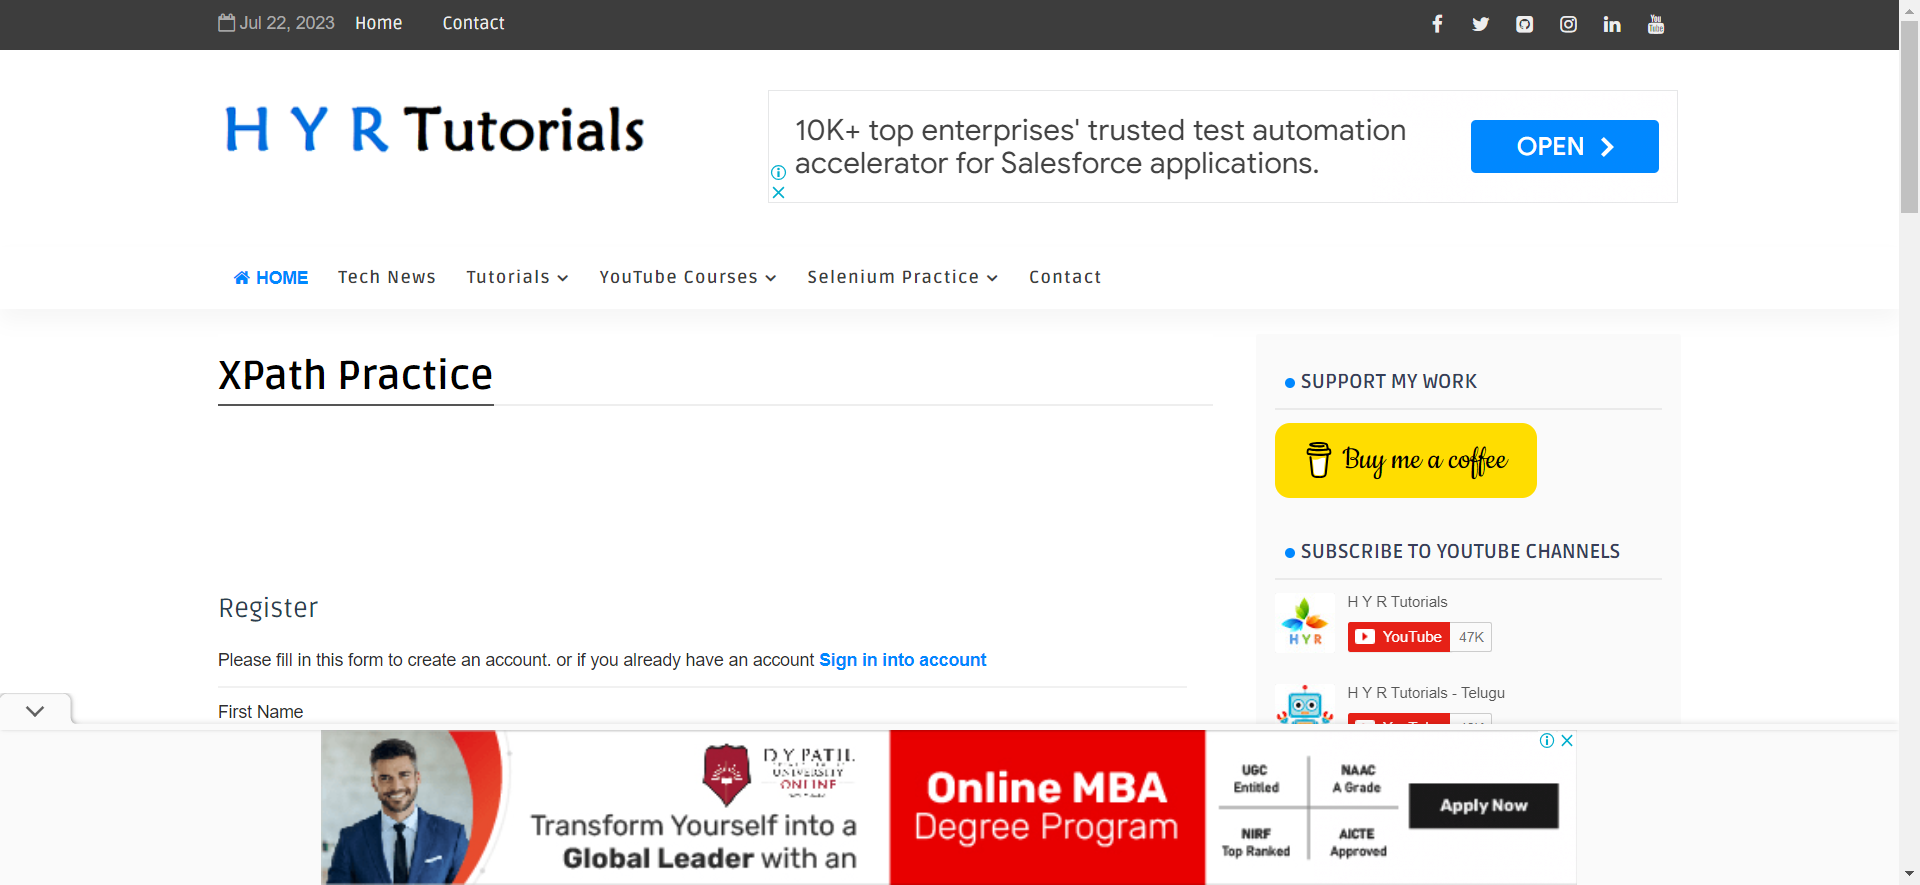 Jul 22, 2023 Home Contact
You
Tube
H Y R Tutorials
10K+ top enterprises' trusted test automation
accelerator for Salesforce applications.
OPEN
HOME Tech News Tutorials YouTube Courses Selenium Practice Contact
XPath Practice
SUPPORT MY WORK
Buy me a coffee
SUBSCRIBE TO YOUTUBE CHANNELS
H Y R Tutorials
HYR
YouTube 47K
H Y R Tutorials - Telugu
Register
Please fill in this form to create an account. or if you already have an account Sign in into account
First Name
D.Y. PATIL
UNIVERSITY
ONLINE
Transform Yourself into a
Global Leader with an
Online MBA
Degree Program
UGC
Entitled
NAAC
A Grade
NIRF
Top Ranked
AICTE
Approved
Apply Now